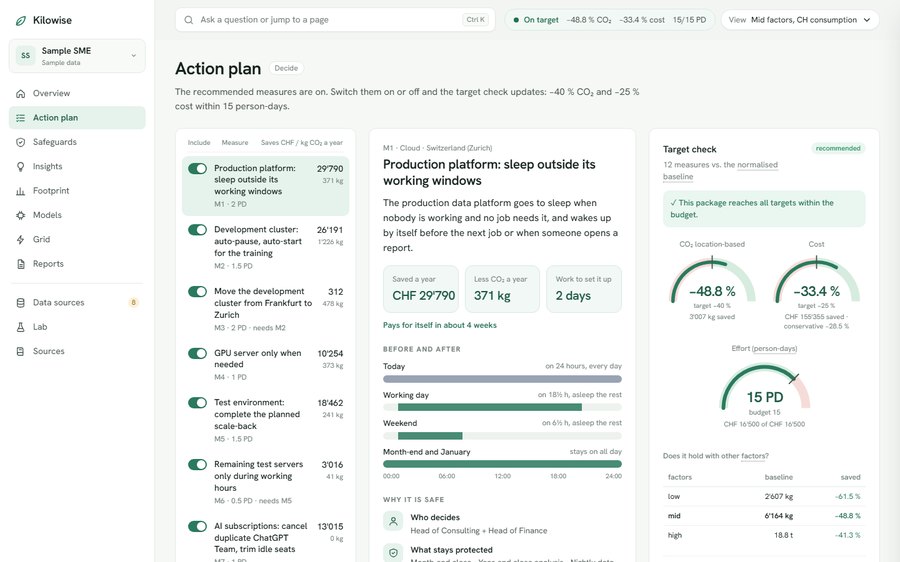 Kilowise
Ask a question or jump to a page
Ctrl K
On target −48.8 % CO₂ −33.4 % cost 15/15 PD
View Mid factors, CH consumption
SS
Sample SME
Sample data
Overview
Action plan
Safeguards
Insights
Footprint
Models
Grid
Reports
Data sources
8
Lab
Sources
Action plan
Decide
The recommended measures are on. Switch them on or off and the target check updates: −40 % CO₂ and −25 %
cost within 15 person-days.
Include Measure Saves CHF / kg CO₂ a year
Production platform: 29'790
sleep outside its 371 kg
working windows
M1 · 2 PD
Development cluster: 26'191
auto-pause, auto-start 1'226 kg
for the training
M2 · 1.5 PD
Move the development 312
cluster from Frankfurt to 478 kg
Zurich
M3 · 2 PD · needs M2
GPU server only when 10'254
needed 373 kg
M4 · 1 PD
Test environment: 18'462
complete the planned 241 kg
scale-back
M5 · 1.5 PD
Remaining test servers 3'016
only during working 41 kg
hours
M6 · 0.5 PD · needs M5
AI subscriptions: cancel 13'015
duplicate ChatGPT 0 kg
Team, trim idle seats
M1 · Cloud · Switzerland (Zurich)
Production platform: sleep outside its
working windows
The production data platform goes to sleep when
nobody is working and no job needs it, and wakes up
by itself before the next job or when someone opens a
report.
Saved a year
CHF 29'790
Less CO₂ a year
371 kg
Work to set it up
2 days
Pays for itself in about 4 weeks
BEFORE AND AFTER
Today on 24 hours, every day
Working day on 18½ h, asleep the rest
Weekend on 6½ h, asleep the rest
Month-end and January stays on all day
00:00 06:00 12:00 18:00 24:00
WHY IT IS SAFE
Who decides
Head of Consulting + Head of Finance
What stays protected
Target check
recommended
12 measures vs. the normalised
baseline
✓ This package reaches all targets within the
budget.
CO₂ location-based
−48.8 %
target −40 %
3'007 kg saved
Cost
−33.4 %
target −25 %
CHF 155'355 saved ·
conservative −28.5 %
Effort (person-days)
15 PD
budget 15
CHF 16'500 of CHF 16'500
Does it hold with other factors?
factors baseline saved
low 2'607 kg −61.5 %
mid 6'164 kg −48.8 %
high 18.8 t −41.3 %